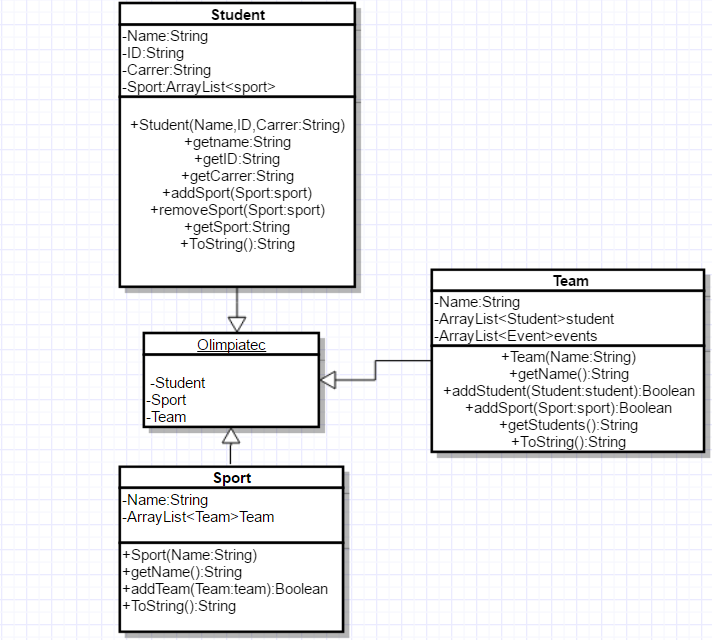 Student
-Name:String
-ID:String
-Carrer:String
-Sport:ArrayList<sport>
+Student(Name,ID,Carrer:String)
+getname:String
+getID:String
+getCarrer:String
+addSport(Sport:sport)
+removeSport(Sport:sport)
+getSport:String
+ToString():String
Team
-Name:String
-ArrayList<Student>student
-ArrayList<Event>events
+Team(Name:String)
+getName():String
+addStudent(Student:student):Boolean
+addSport(Sport:sport):Boolean
+getStudents():String
+ToString():String
Olimpiatec
-Student
-Sport
-Team
Sport
-Name:String
-ArrayList<Team>Team
+Sport(Name:String)
+getName():String
+addTeam(Team:team):Boolean
+ToString():String